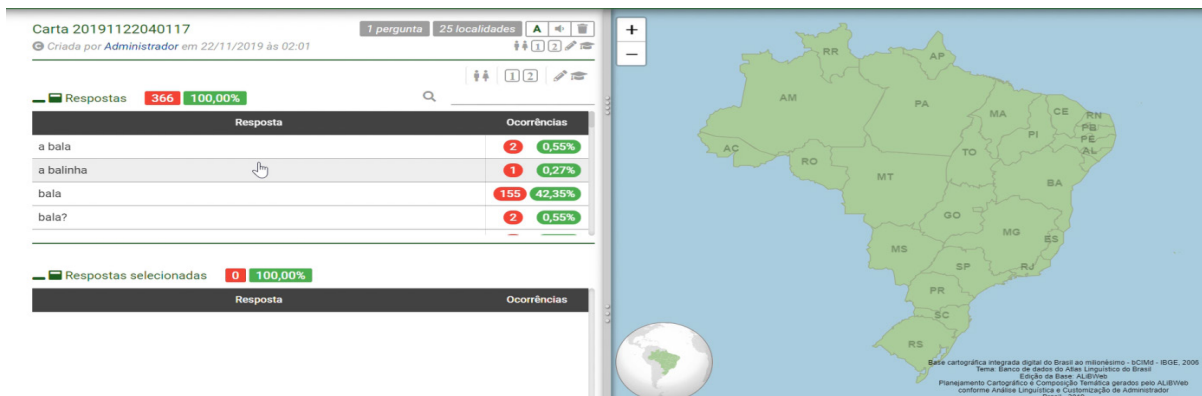 Carta 20191122040117
1 pergunta 25 localidades A
Criada por Administrador em 22/11/2019 às 02:01
1 2
1 2
Respostas 366 100,00%
Resposta Ocorrências
a bala 2 0,55%
a balinha 1 0,27%
bala 155 42,35%
bala? 2 0,55%
Respostas selecionadas 0 100,00%
Resposta Ocorrências
+
−
RR AP
AM PA MA CE RN
PI PB
PE
AC TO AL
RO
MT BA
GO
MG
MS ES
SP RJ
PR
SC
RS
Base cartográfica integrada digital do Brasil ao milionésimo - bCIMd - IBGE, 2006
Tema: Banco de dados do Atlas Linguístico do Brasil
Edição da Base: ALiBWeb
Planejamento Cartográfico e Composição Temática gerados pelo ALiBWeb
conforme Análise Linguística e Customização de Administrador